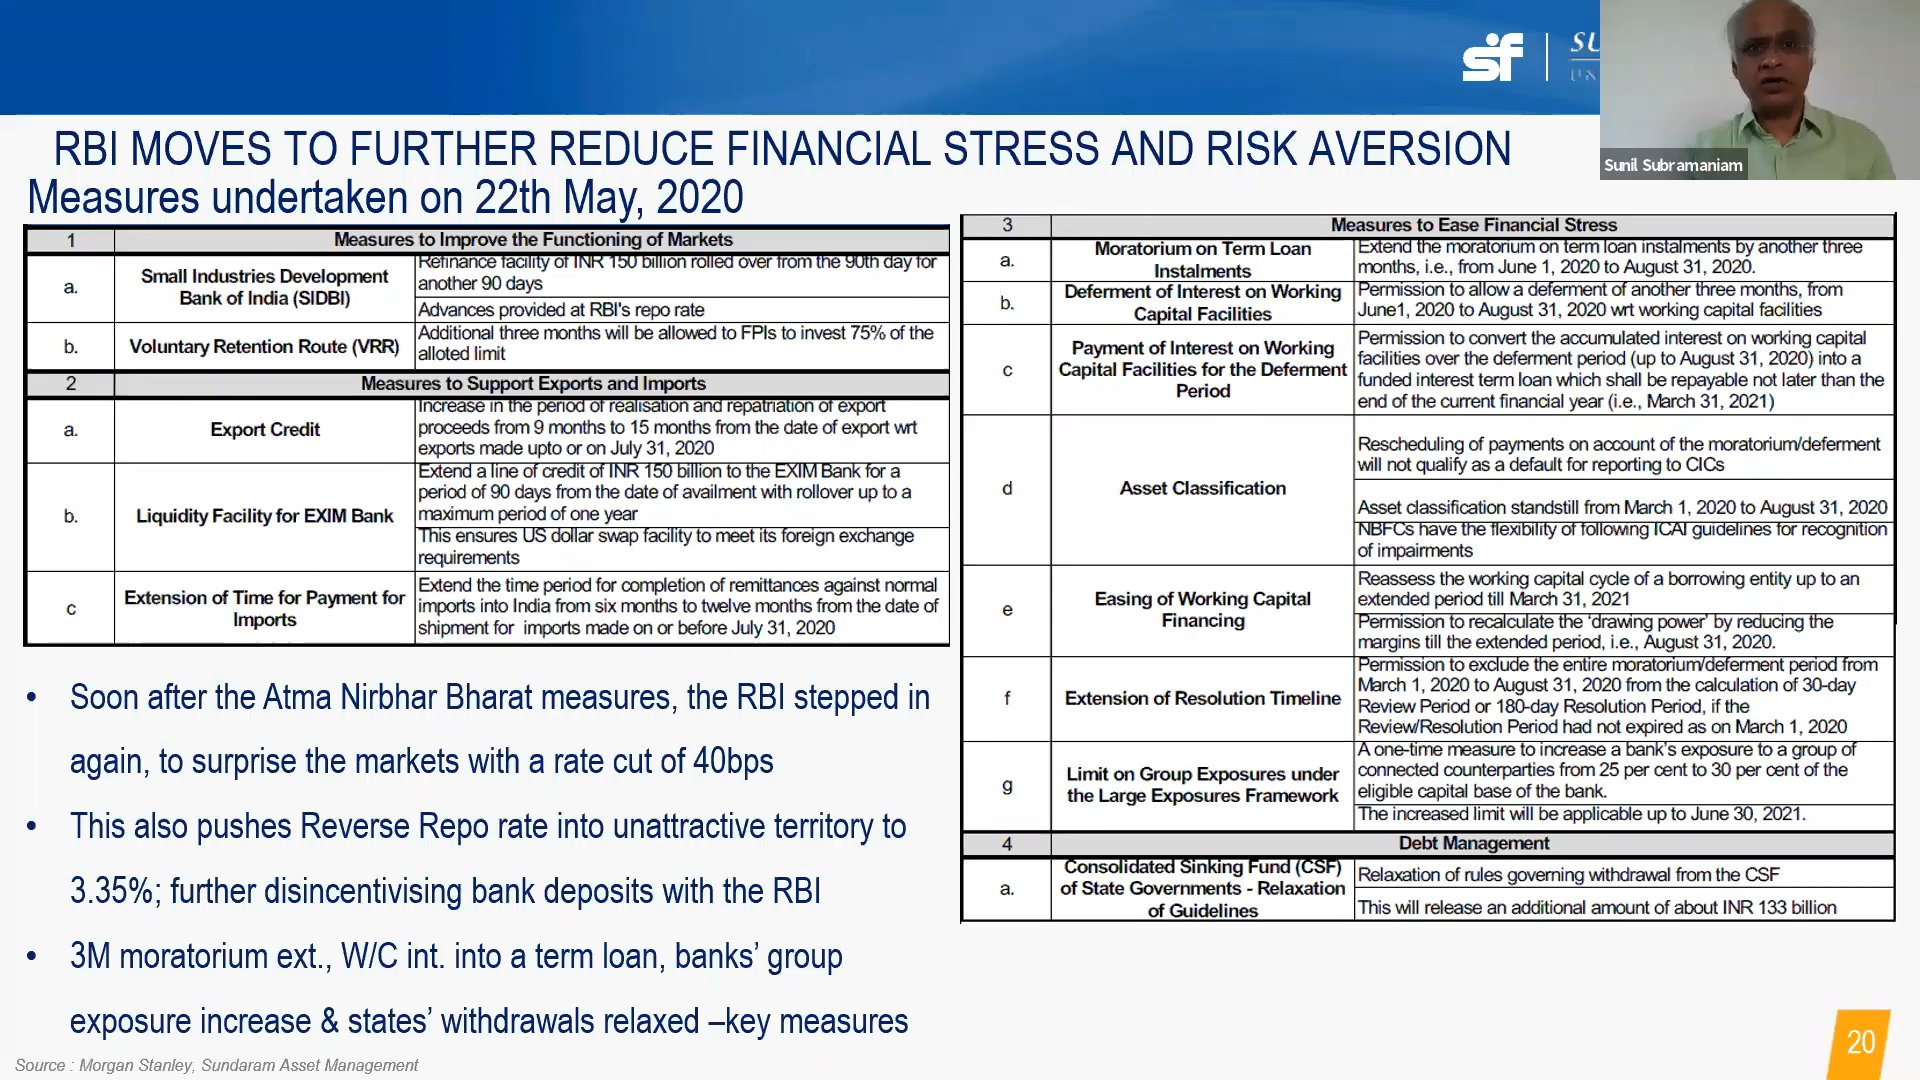 sf
SU
UN
Sunil Subramaniam
RBI MOVES TO FURTHER REDUCE FINANCIAL STRESS AND RISK AVERSION
Measures undertaken on 22th May, 2020
1 Measures to Improve the Functioning of Markets
a. Small Industries Development Bank of India (SIDBI)
Refinance facility of INR 150 billion rolled over from the 90th day for
another 90 days
Advances provided at RBI's repo rate
b. Voluntary Retention Route (VRR)
Additional three months will be allowed to FPIs to invest 75% of the
alloted limit
2 Measures to Support Exports and Imports
a. Export Credit
Increase in the period of realisation and repatriation of export
proceeds from 9 months to 15 months from the date of export wrt
exports made upto or on July 31, 2020
b. Liquidity Facility for EXIM Bank
Extend a line of credit of INR 150 billion to the EXIM Bank for a
period of 90 days from the date of availment with rollover up to a
maximum period of one year
This ensures US dollar swap facility to meet its foreign exchange
requirements
c Extension of Time for Payment for Imports
Extend the time period for completion of remittances against normal
imports into India from six months to twelve months from the date of
shipment for imports made on or before July 31, 2020
3 Measures to Ease Financial Stress
a. Moratorium on Term Loan Instalments
Extend the moratorium on term loan instalments by another three
months, i.e., from June 1, 2020 to August 31, 2020.
b. Deferment of Interest on Working Capital Facilities
Permission to allow a deferment of another three months, from
June1, 2020 to August 31, 2020 wrt working capital facilities
c Payment of Interest on Working Capital Facilities for the Deferment Period
Permission to convert the accumulated interest on working capital
facilities over the deferment period (up to August 31, 2020) into a
funded interest term loan which shall be repayable not later than the
end of the current financial year (i.e., March 31, 2021)
d Asset Classification
Rescheduling of payments on account of the moratorium/deferment
will not qualify as a default for reporting to CICs
Asset classification standstill from March 1, 2020 to August 31, 2020
NBFCs have the flexibility of following ICAI guidelines for recognition
of impairments
e Easing of Working Capital Financing
Reassess the working capital cycle of a borrowing entity up to an
extended period till March 31, 2021
Permission to recalculate the ‘drawing power’ by reducing the
margins till the extended period, i.e., August 31, 2020.
f Extension of Resolution Timeline
Permission to exclude the entire moratorium/deferment period from
March 1, 2020 to August 31, 2020 from the calculation of 30-day
Review Period or 180-day Resolution Period, if the
Review/Resolution Period had not expired as on March 1, 2020
g Limit on Group Exposures under the Large Exposures Framework
A one-time measure to increase a bank’s exposure to a group of
connected counterparties from 25 per cent to 30 per cent of the
eligible capital base of the bank.
The increased limit will be applicable up to June 30, 2021.
4 Debt Management
a. Consolidated Sinking Fund (CSF) of State Governments - Relaxation of Guidelines
Relaxation of rules governing withdrawal from the CSF
This will release an additional amount of about INR 133 billion
• Soon after the Atma Nirbhar Bharat measures, the RBI stepped in
again, to surprise the markets with a rate cut of 40bps
• This also pushes Reverse Repo rate into unattractive territory to
3.35%; further disincentivising bank deposits with the RBI
• 3M moratorium ext., W/C int. into a term loan, banks’ group
exposure increase & states’ withdrawals relaxed –key measures
Source : Morgan Stanley, Sundaram Asset Management
20